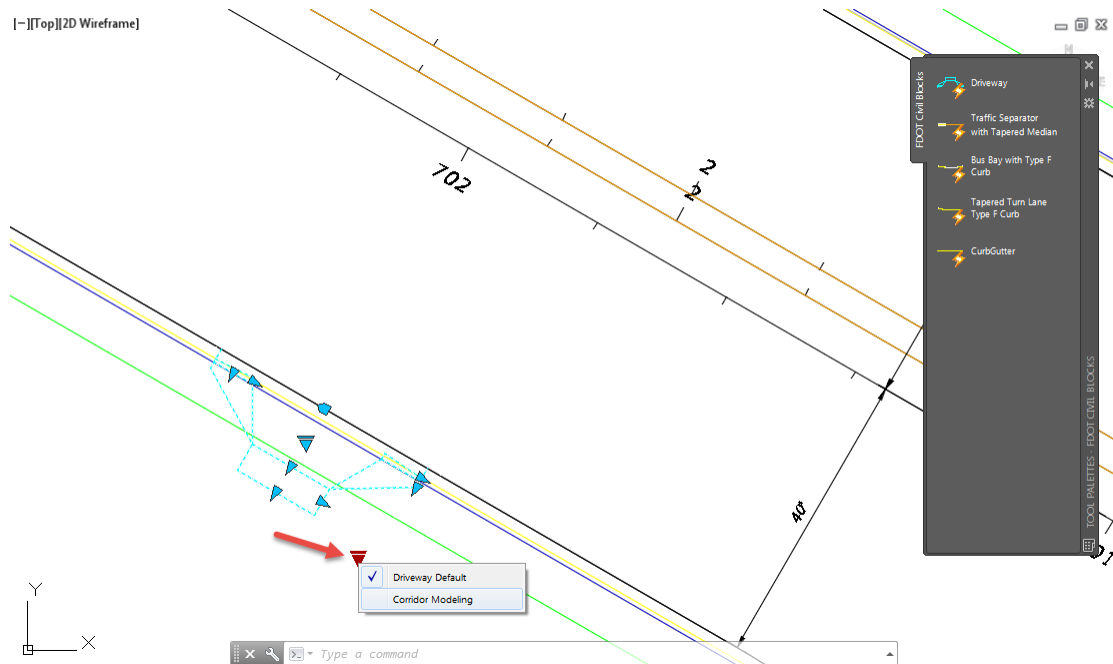 [−][Top][2D Wireframe]
702
2
2
40'
FDOT Civil Blocks
Driveway
Traffic Separator
with Tapered Median
Bus Bay with Type F
Curb
Tapered Turn Lane
Type F Curb
CurbGutter
TOOL PALETTES - FDOT CIVIL BLOCKS
Driveway Default
Corridor Modeling
Y
X
Type a command